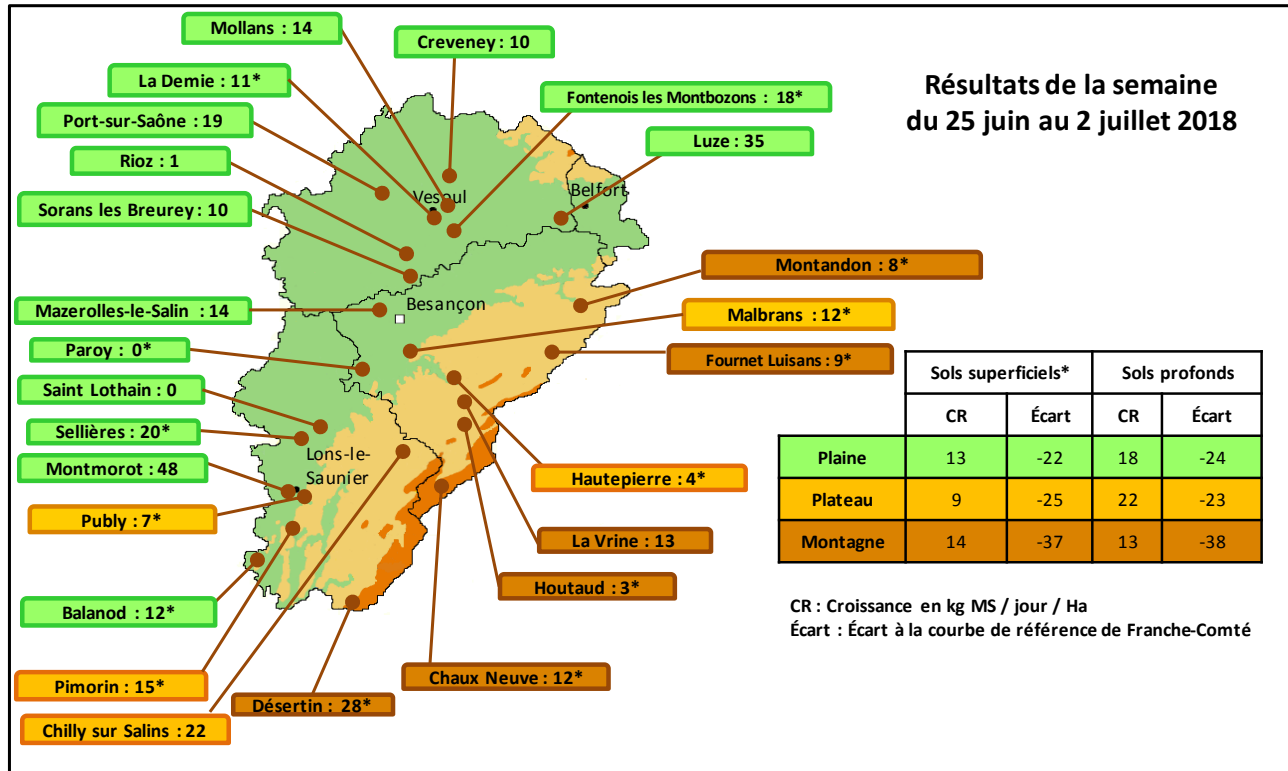 Mollans : 14
Creveney : 10
La Demie : 11*
Fontenois les Montbozons : 18*
Port-sur-Saône : 19
Luze : 35
Rioz : 1
Sorans les Breurey : 10
Résultats de la semaine
du 25 juin au 2 juillet 2018
Vesoul
Belfort
Montandon : 8*
Mazerolles-le-Salin : 14
Besançon
Malbrans : 12*
Paroy : 0*
Fournet Luisans : 9*
Saint Lothain : 0
Sellières : 20*
Montmorot : 48
Lons-le-
Saunier
Hautepierre : 4*
Publy : 7*
La Vrine : 13
Houtaud : 3*
Balanod : 12*
Chaux Neuve : 12*
Pimorin : 15*
Désertin : 28*
Chilly sur Salins : 22
Sols superficiels* Sols profonds
CR Écart CR Écart
Plaine 13 -22 18 -24
Plateau 9 -25 22 -23
Montagne 14 -37 13 -38
CR : Croissance en kg MS / jour / Ha
Écart : Écart à la courbe de référence de Franche-Comté